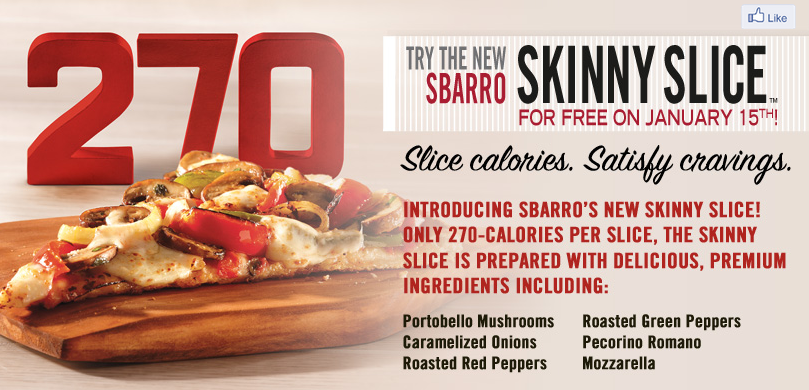 Like
270
TRY THE NEW
SBARRO
SKINNY SLICE™
FOR FREE ON JANUARY 15TH!
Slice calories. Satisfy cravings.
INTRODUCING SBARRO'S NEW SKINNY SLICE!
ONLY 270-CALORIES PER SLICE, THE SKINNY
SLICE IS PREPARED WITH DELICIOUS, PREMIUM
INGREDIENTS INCLUDING:
Portobello Mushrooms
Caramelized Onions
Roasted Red Peppers
Roasted Green Peppers
Pecorino Romano
Mozzarella